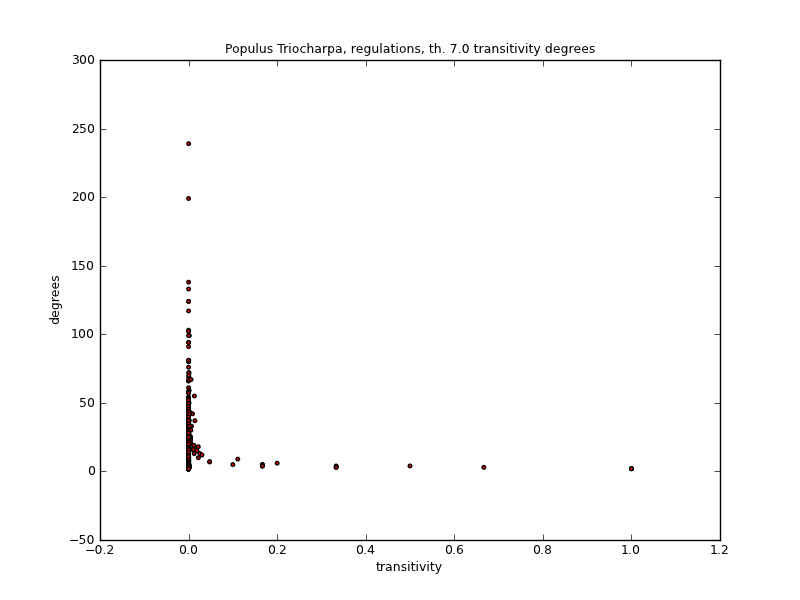 Populus Triocharpa, regulations, th. 7.0 transitivity degrees
300
250
200
150
100
50
0
−50
degrees
−0.2 0.0 0.2 0.4 0.6 0.8 1.0 1.2
transitivity